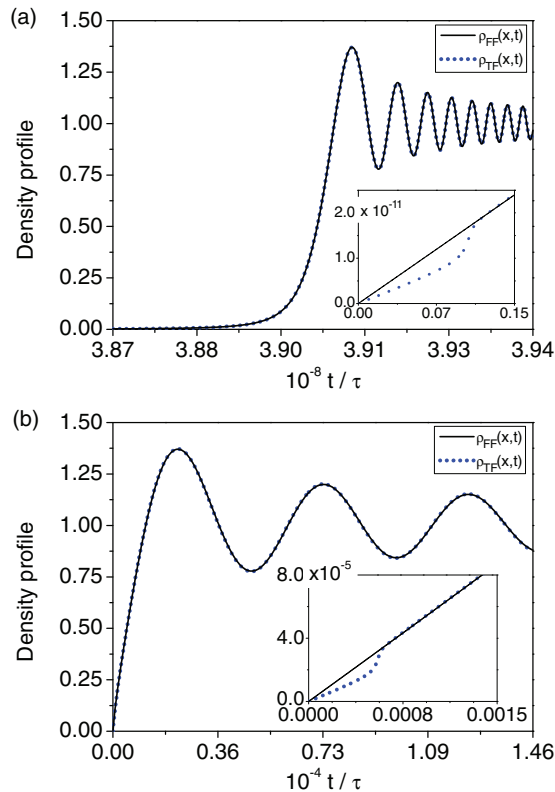 (a)
1.50
1.25
1.00
0.75
0.50
0.25
0.00
Density profile
ρFF(x,t)
ρTF(x,t)
2.0 x 10-11
1.0
0.0
0.00 0.07 0.15
3.87 3.88 3.90 3.91 3.93 3.94
10-8 t / τ
(b)
1.50
1.25
1.00
0.75
0.50
0.25
0.00
Density profile
ρFF(x,t)
ρTF(x,t)
8.0 x10-5
4.0
0.0
0.0000 0.0008 0.0015
0.00 0.36 0.73 1.09 1.46
10-4 t / τ